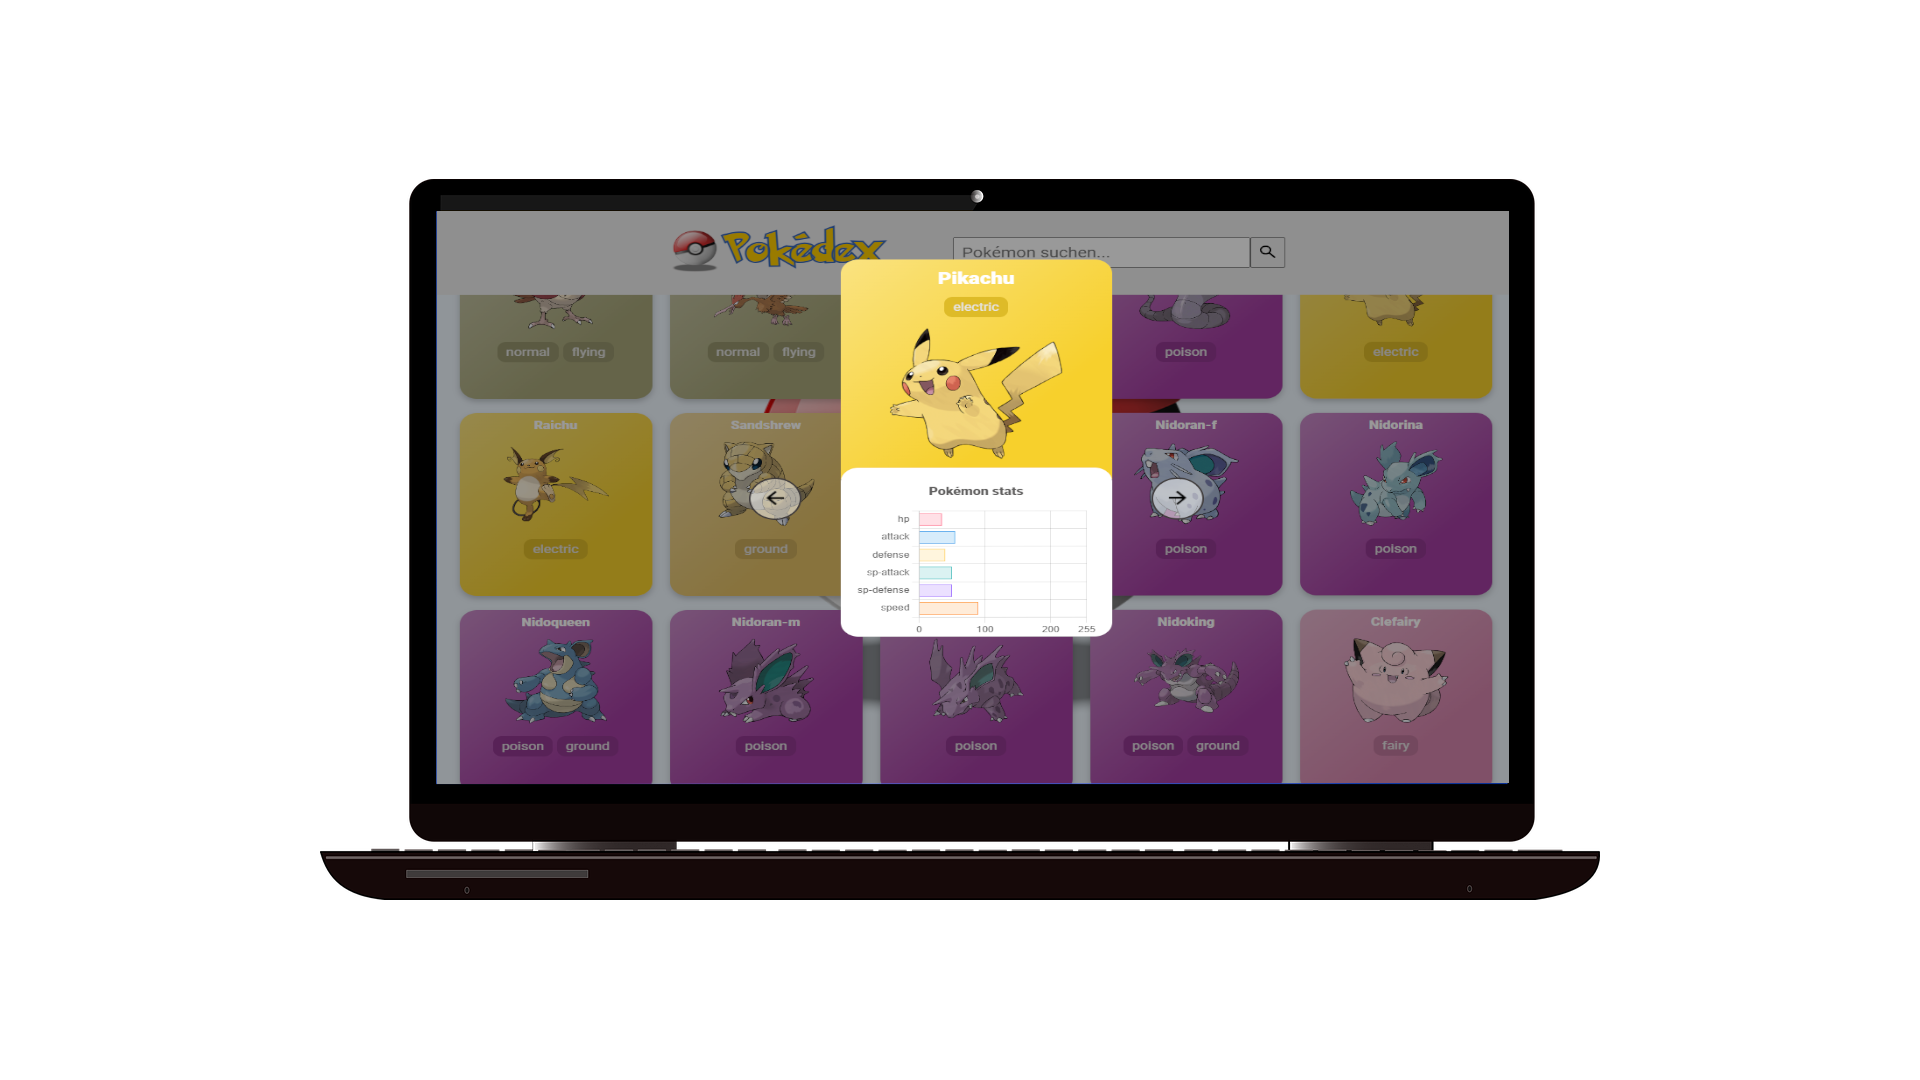 Pokédex
Pokémon suchen...
Pikachu
electric
normal flying
normal flying
poison
electric
Raichu
Sandshrew
Nidoran-f
Nidorina
electric
ground
poison
poison
Pokémon stats
hp
attack
defense
sp-attack
sp-defense
speed
0 100 200 255
Nidoqueen
Nidoran-m
Nidoking
Clefairy
poison ground
poison
poison
poison ground
fairy